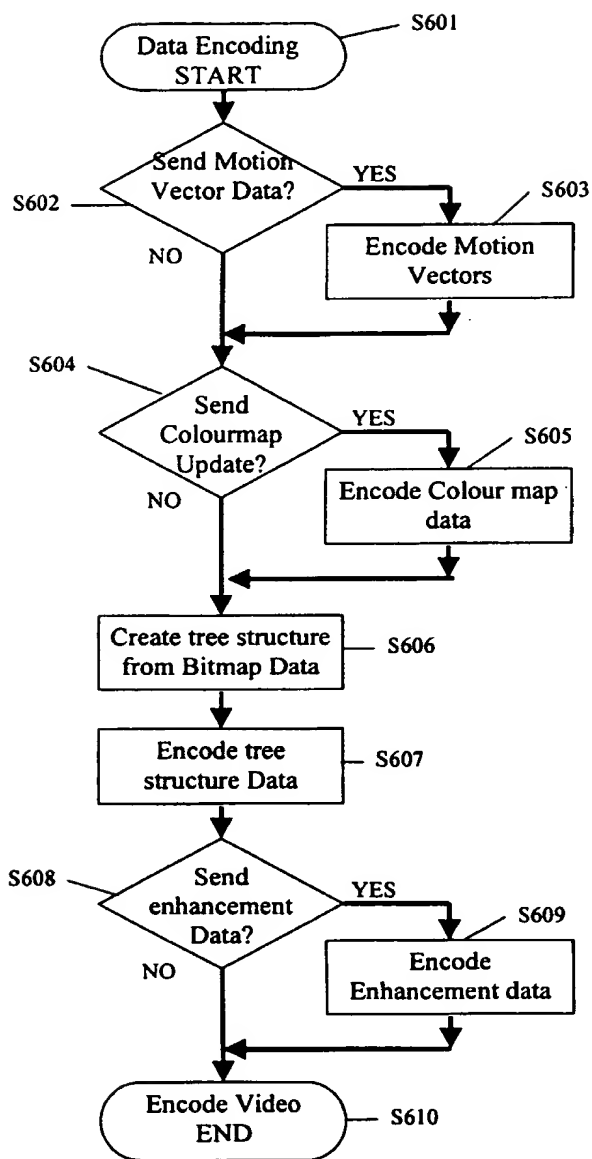 S601
Data Encoding
START
Send Motion
Vector Data?
YES
S602
S603
NO
Encode Motion
Vectors
S604
Send
Colourmap
Update?
YES
S605
NO
Encode Colour map
data
Create tree structure
from Bitmap Data
S606
Encode tree
structure Data
S607
S608
Send
enhancement
Data?
YES
S609
NO
Encode
Enhancement data
Encode Video
END
S610